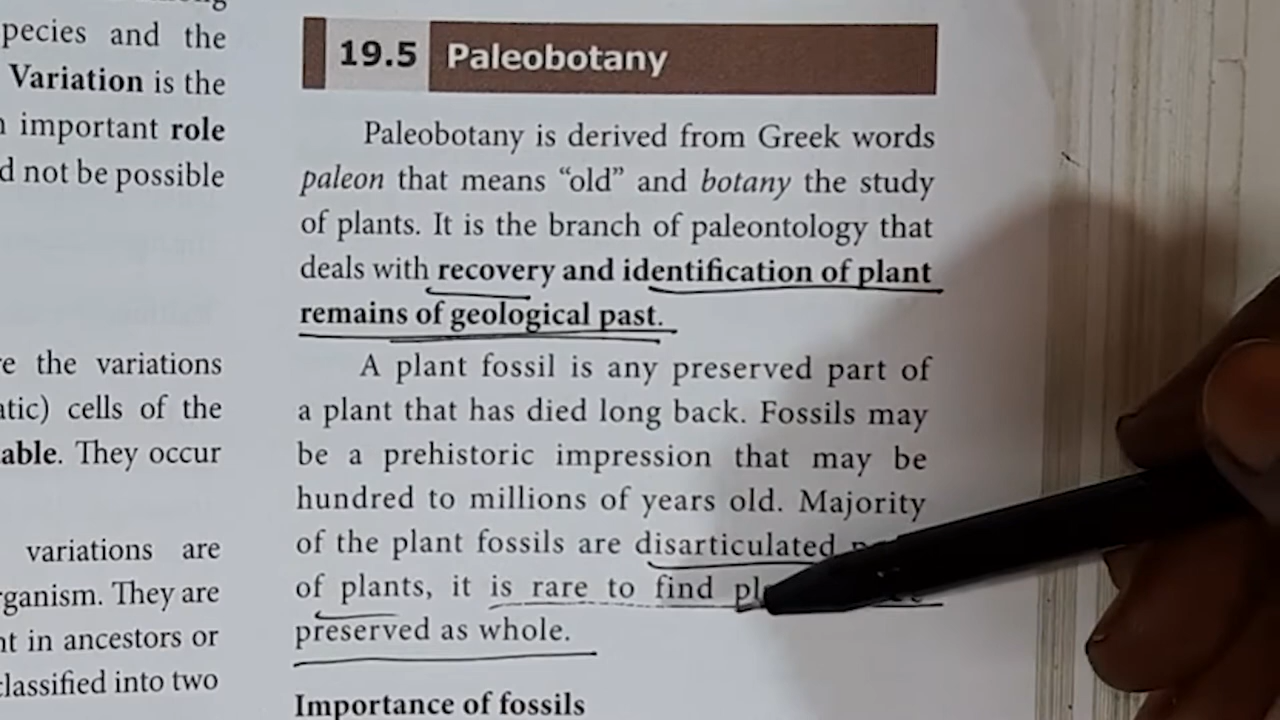 pecies and the
Variation is the
important role
d not be possible
e the variations
atic) cells of the
able. They occur
variations are
rganism. They are
nt in ancestors or
classified into two
19.5 Paleobotany
Paleobotany is derived from Greek words
paleon that means “old” and botany the study
of plants. It is the branch of paleontology that
deals with recovery and identification of plant
remains of geological past.
A plant fossil is any preserved part of
a plant that has died long back. Fossils may
be a prehistoric impression that may be
hundred to millions of years old. Majority
of the plant fossils are disarticulated
of plants, it is rare to find
preserved as whole.
Importance of fossils